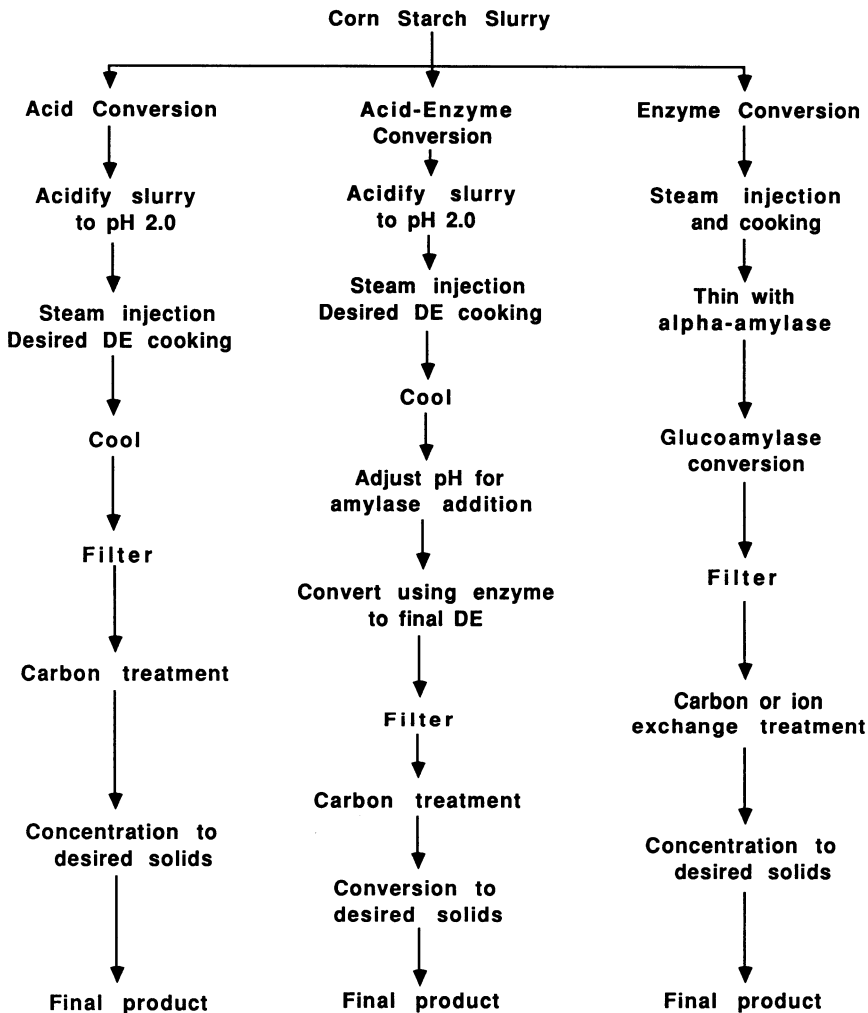 Corn Starch Slurry
Acid Conversion
Acidify slurry
to pH 2.0
Steam injection
Desired DE cooking
Cool
Filter
Carbon treatment
Concentration to
desired solids
Final product
Acid-Enzyme
Conversion
Acidify slurry
to pH 2.0
Steam injection
Desired DE cooking
Cool
Adjust pH for
amylase addition
Convert using enzyme
to final DE
Filter
Carbon treatment
Conversion to
desired solids
Final product
Enzyme Conversion
Steam injection
and cooking
Thin with
alpha-amylase
Glucoamylase
conversion
Filter
Carbon or ion
exchange treatment
Concentration to
desired solids
Final product